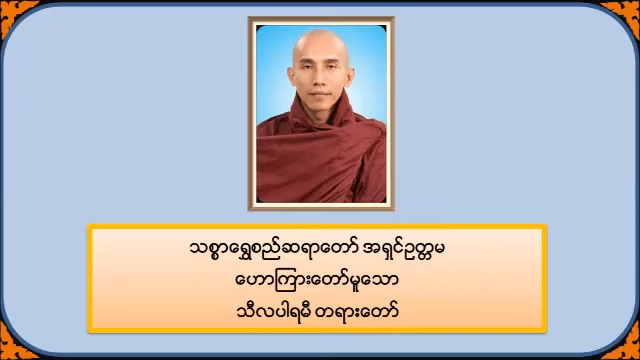 သစ္စာရွှေစည်ဆရာတော် အရှင်ဥတ္တမ
ဟောကြားတော်မူသော
သီလပါရမီ တရားတော်